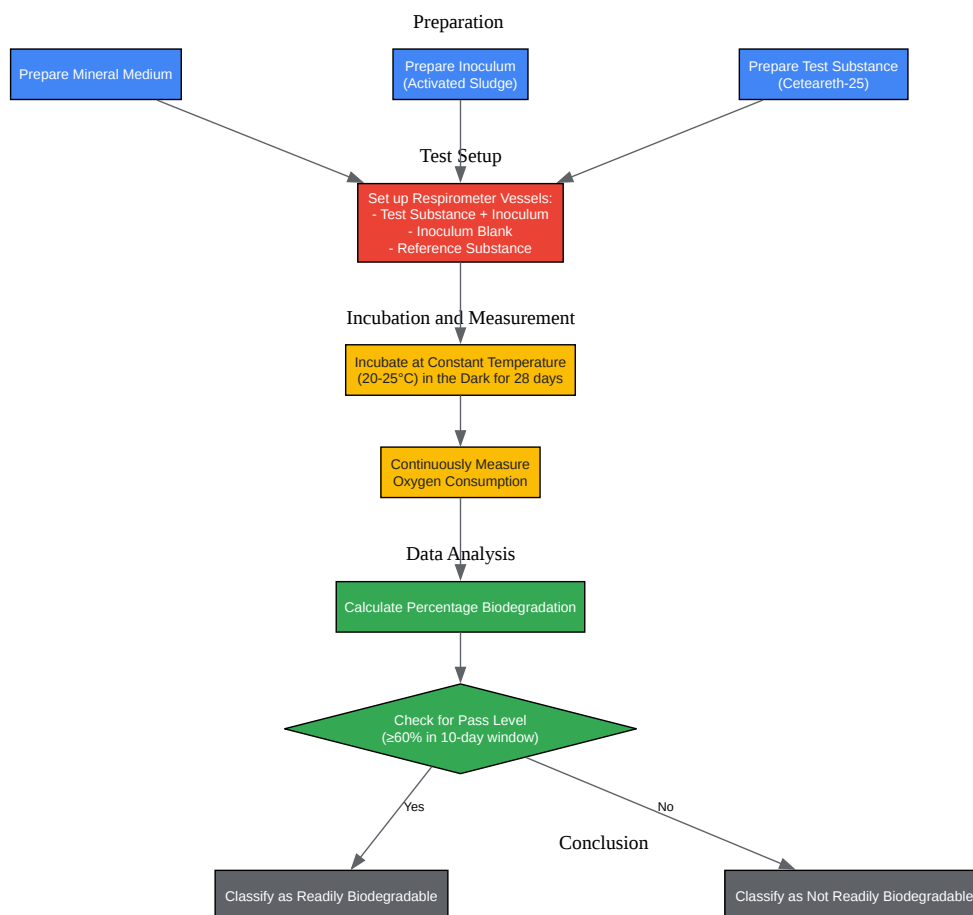 Preparation
Prepare Mineral Medium
Prepare Inoculum
(Activated Sludge)
Prepare Test Substance
(Ceteareth-25)
Test Setup
Set up Respirometer Vessels:
- Test Substance + Inoculum
- Inoculum Blank
- Reference Substance
Incubation and Measurement
Incubate at Constant Temperature
(20-25°C) in the Dark for 28 days
Continuously Measure
Oxygen Consumption
Data Analysis
Calculate Percentage Biodegradation
Check for Pass Level
(≥60% in 10-day window)
Yes
No
Conclusion
Classify as Readily Biodegradable
Classify as Not Readily Biodegradable